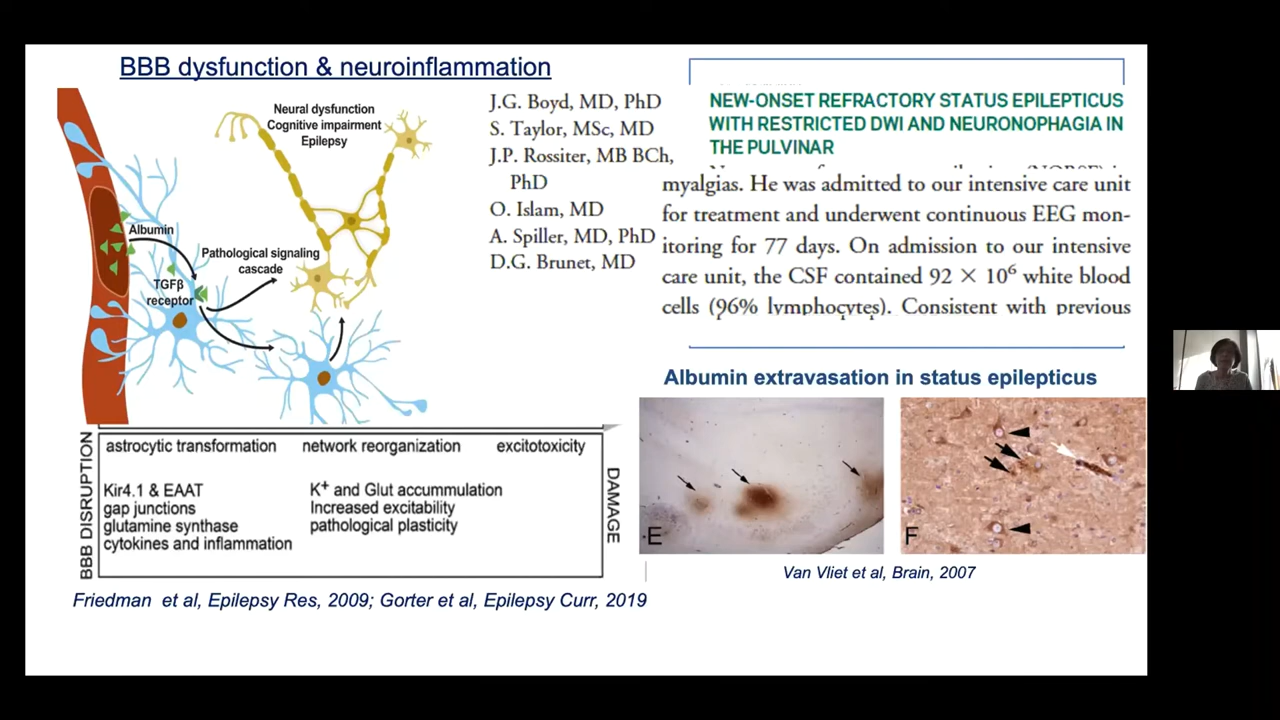 BBB dysfunction & neuroinflammation
Neural dysfunction
Cognitive impairment
Epilepsy
Albumin
TGFβ
receptor
Pathological signaling
cascade
J.G. Boyd, MD, PhD
S. Taylor, MSc, MD
J.P. Rossiter, MB BCh,
PhD
O. Islam, MD
A. Spiller, MD, PhD
D.G. Brunet, MD
NEW-ONSET REFRACTORY STATUS EPILEPTICUS
WITH RESTRICTED DWI AND NEURONOPHAGIA IN
THE PULVINAR
myalgias. He was admitted to our intensive care unit
for treatment and underwent continuous EEG mon-
itoring for 77 days. On admission to our intensive
care unit, the CSF contained 92 × 10⁶ white blood
cells (96% lymphocytes). Consistent with previous
BBB DISRUPTION
astrocytic transformation network reorganization excitotoxicity
Kir4.1 & EAAT
gap junctions
glutamine synthase
cytokines and inflammation
K⁺ and Glut accummulation
Increased excitability
pathological plasticity
DAMAGE
Friedman et al, Epilepsy Res, 2009; Gorter et al, Epilepsy Curr, 2019
Albumin extravasation in status epilepticus
E
F
Van Vliet et al, Brain, 2007